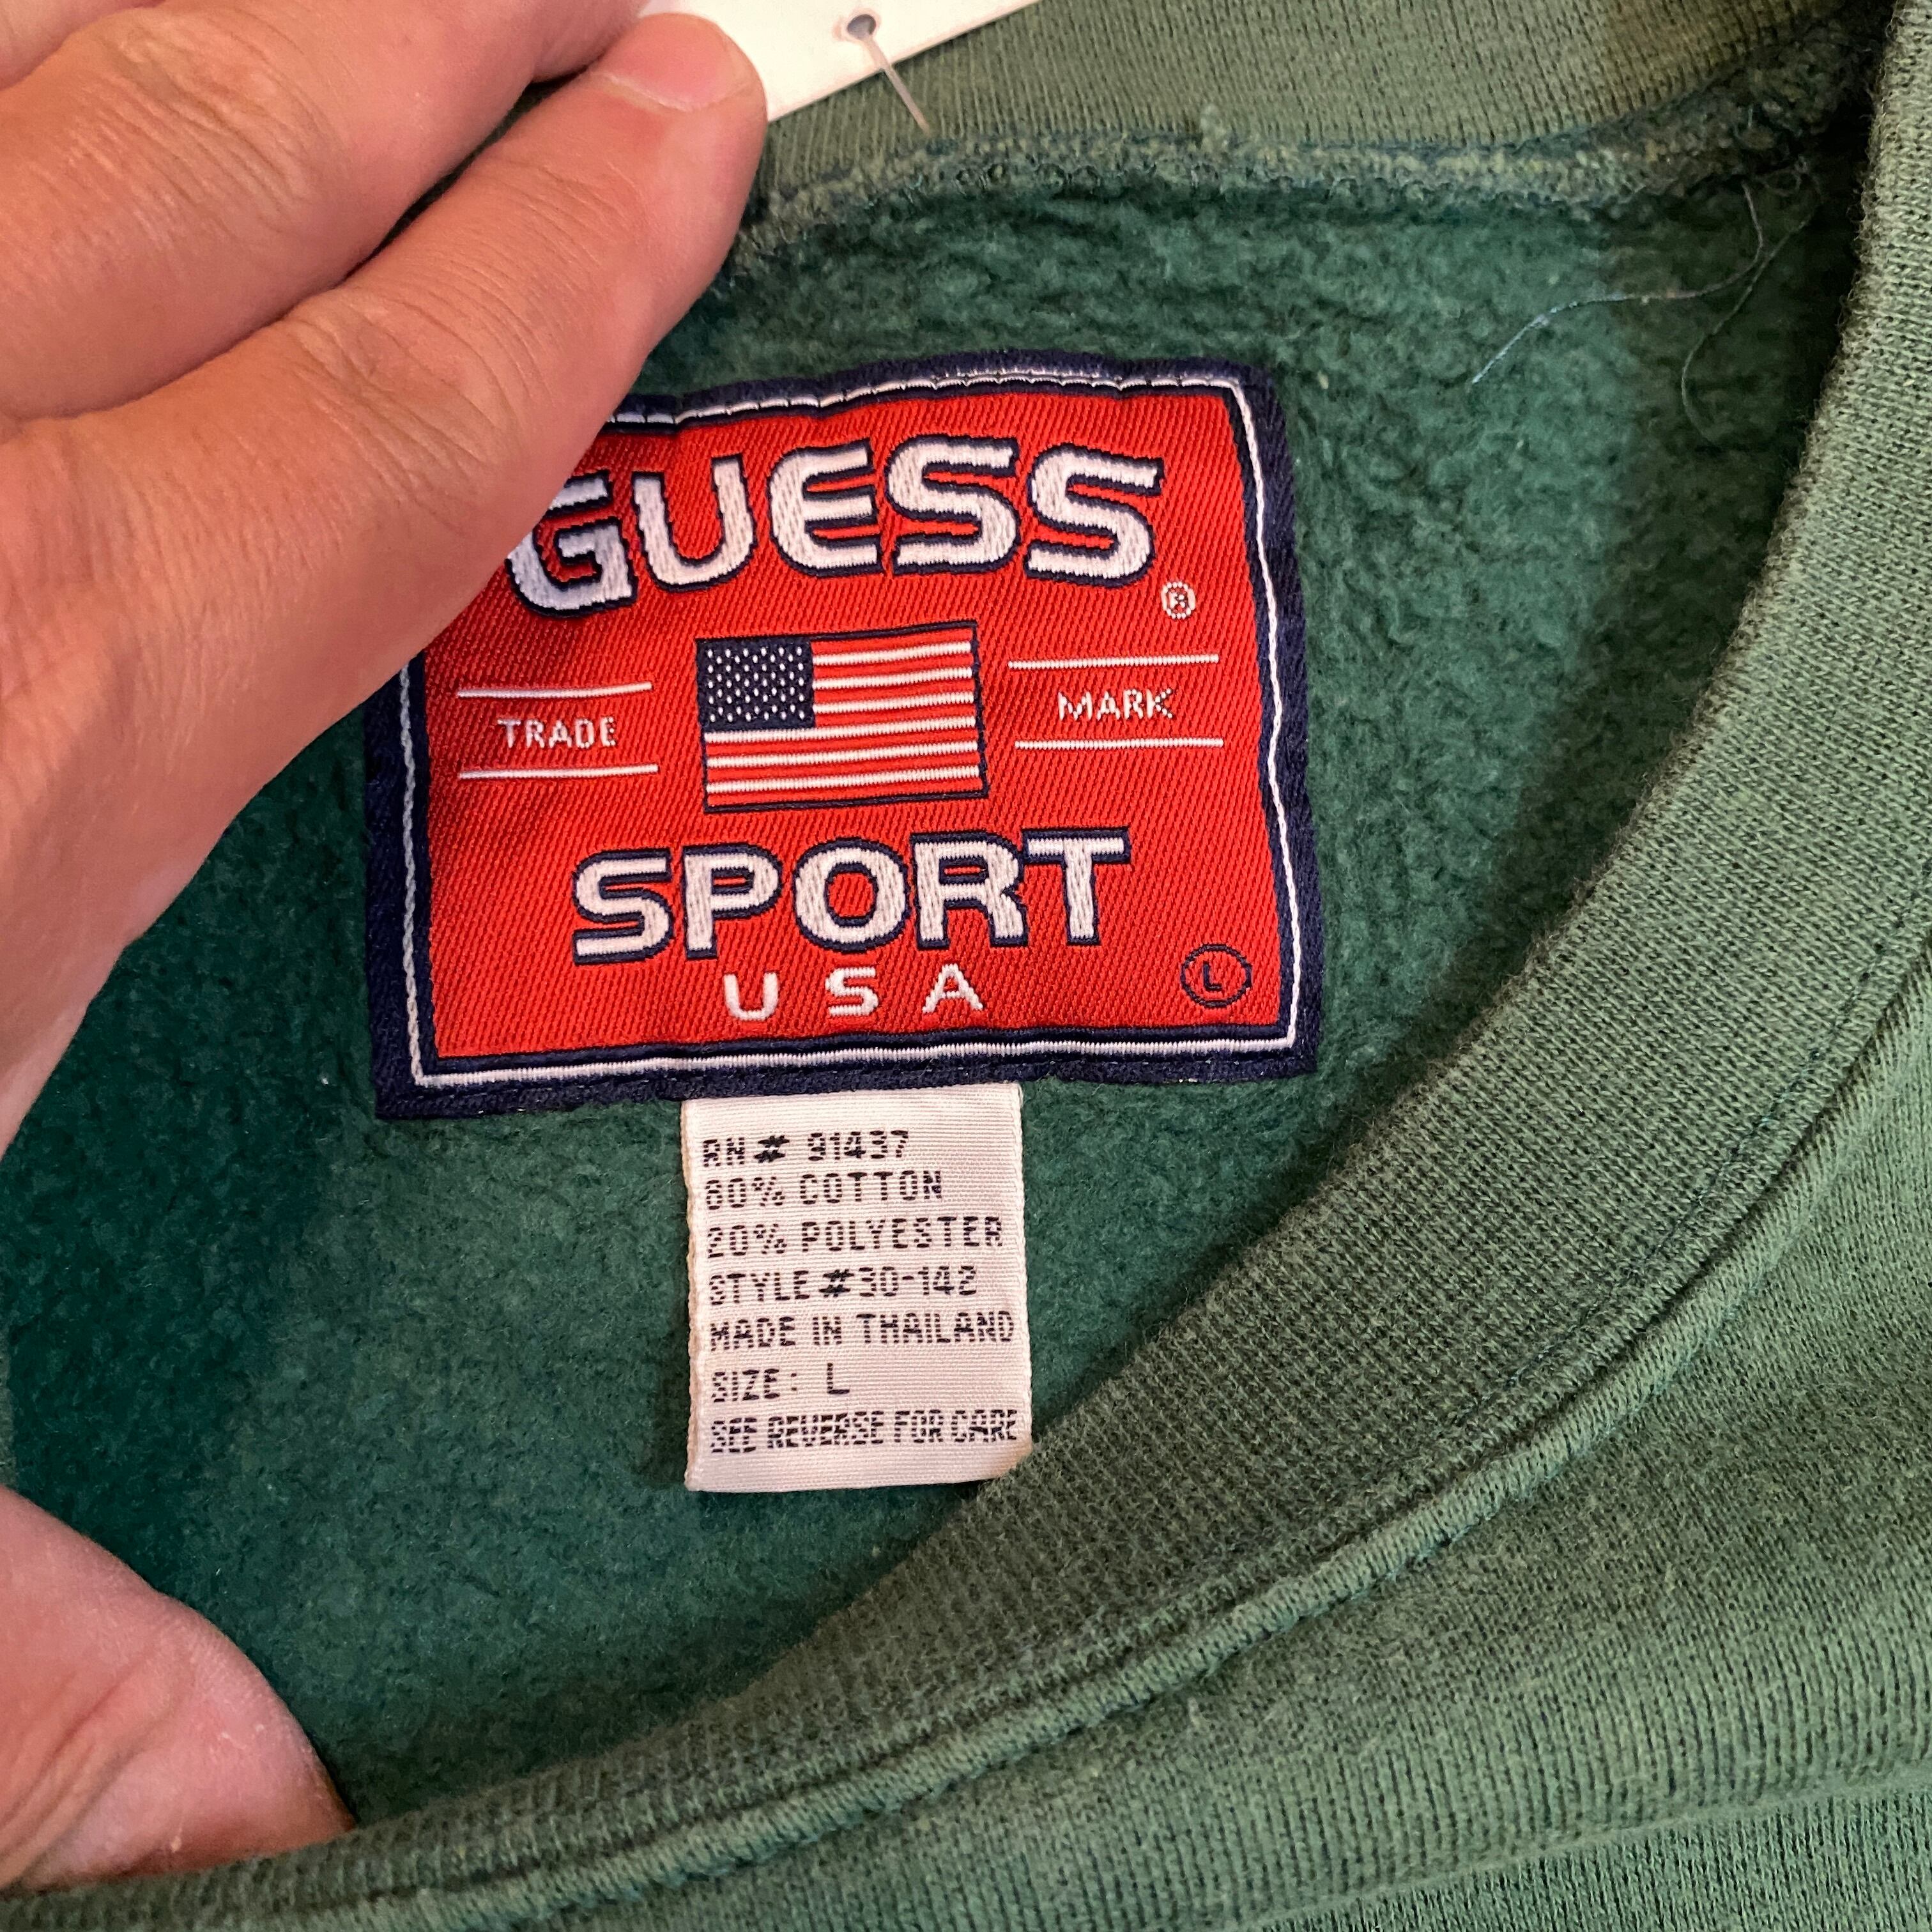 GUESS
®
TRADE MARK
SPORT
USA
L
RN# 91437
80% COTTON
20% POLYESTER
STYLE#30-142
MADE IN THAILAND
SIZE: L
SEE REVERSE FOR CARE